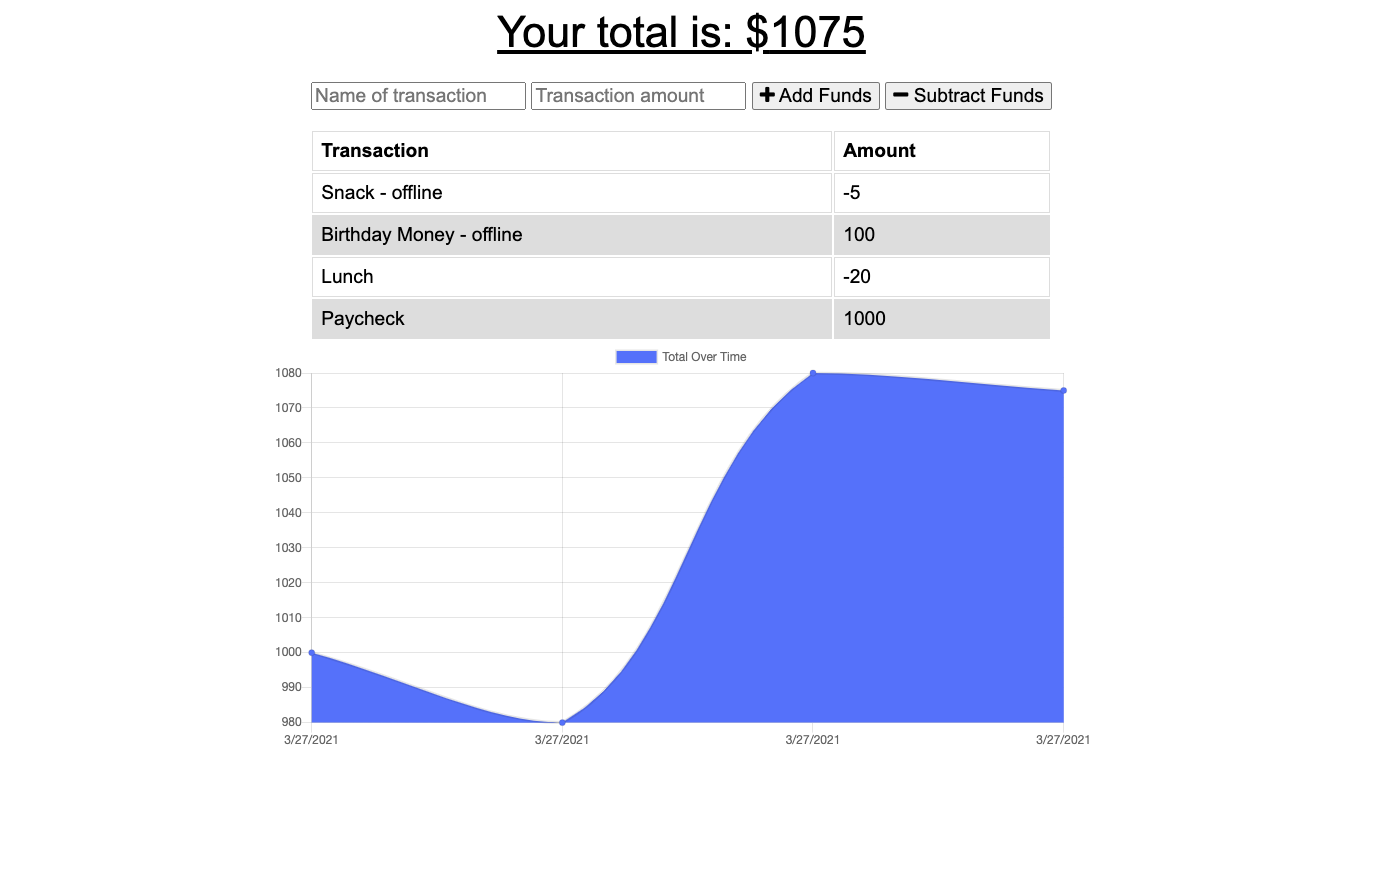 Your total is: $1075
Name of transaction Transaction amount Add Funds Subtract Funds
Transaction Amount
Snack - offline -5
Birthday Money - offline 100
Lunch -20
Paycheck 1000
Total Over Time
1080
1070
1060
1050
1040
1030
1020
1010
1000
990
980
3/27/2021 3/27/2021 3/27/2021 3/27/2021